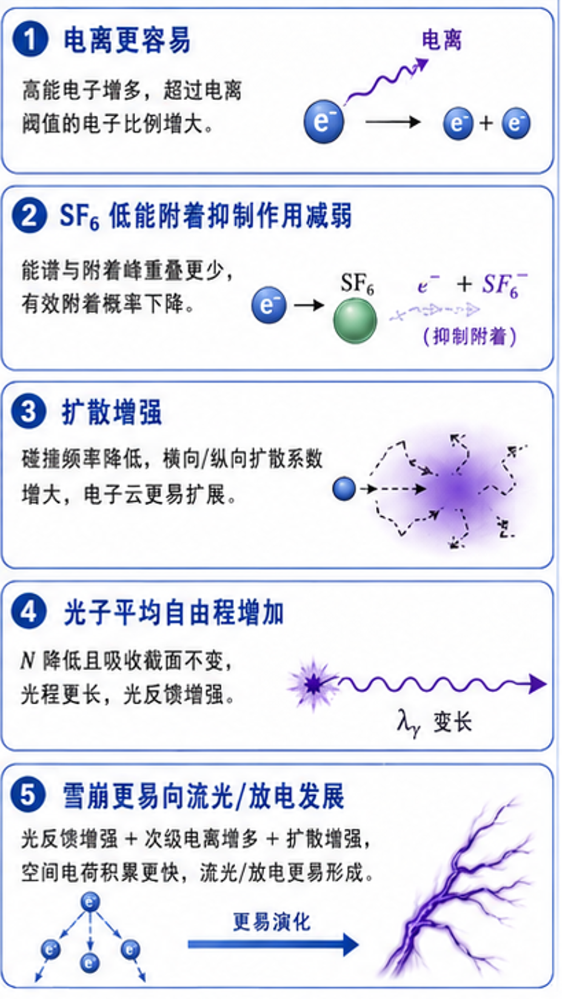 1 电离更容易
高能电子增多，超过电离
阈值的电子比例增大。
电离
e⁻
e⁻ + e⁻
2 SF₆ 低能附着抑制作用减弱
能谱与附着峰重叠更少，
有效附着概率下降。
e⁻
SF₆
e⁻ + SF₆⁻
(抑制附着)
3 扩散增强
碰撞频率降低，横向/纵向扩散系数
增大，电子云更易扩展。
4 光子平均自由程增加
N 降低且吸收截面不变，
光程更长，光反馈增强。
λγ 变长
5 雪崩更易向流光/放电发展
光反馈增强 + 次级电离增多 + 扩散增强，
空间电荷积累更快，流光/放电更易形成。
e⁻
e⁻
e⁻
e⁻
更易演化